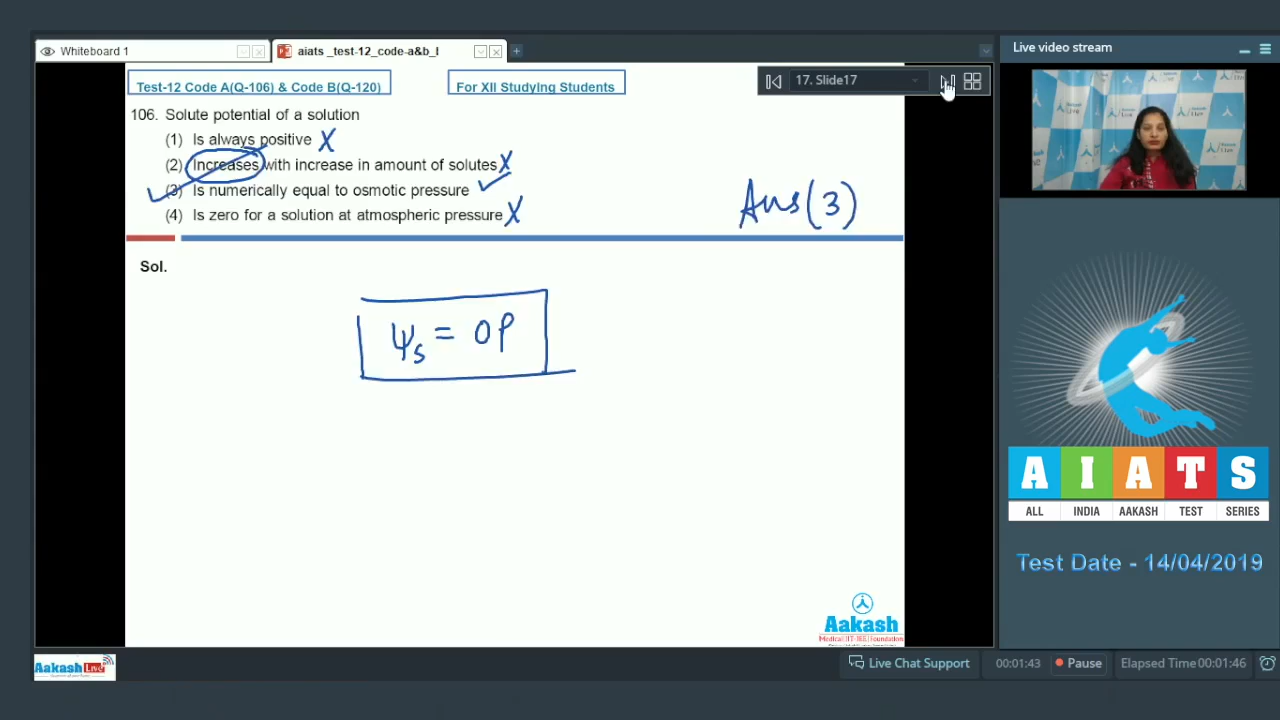 Whiteboard 1
aiats _test-12_code-a&b_l
Live video stream
Test-12 Code A(Q-106) & Code B(Q-120)
For XII Studying Students
17. Slide17
106. Solute potential of a solution
(1) Is always positive X
(2) Increases with increase in amount of solutes X
(3) Is numerically equal to osmotic pressure ✓
(4) Is zero for a solution at atmospheric pressure X
Ans (3)
Sol.
Ψs = OP
A I A T S
ALL INDIA AAKASH TEST SERIES
Test Date - 14/04/2019
Aakash
Medical|IIT-JEE|Foundations
Aakash Live
Live Chat Support
00:01:43
Pause
Elapsed Time 00:01:46